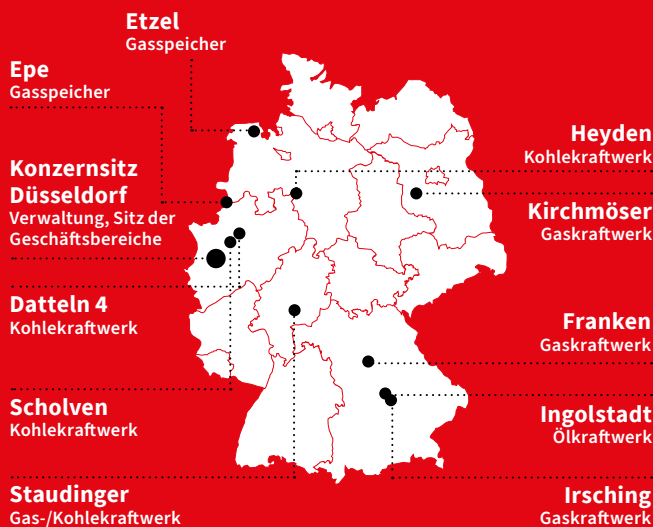 Etzel
Gasspeicher
Epe
Gasspeicher
Konzernsitz
Düsseldorf
Verwaltung, Sitz der
Geschäftsbereiche
Datteln 4
Kohlekraftwerk
Scholven
Kohlekraftwerk
Staudinger
Gas-/Kohlekraftwerk
Heyden
Kohlekraftwerk
Kirchmöser
Gaskraftwerk
Franken
Gaskraftwerk
Ingolstadt
Ölkraftwerk
Irsching
Gaskraftwerk